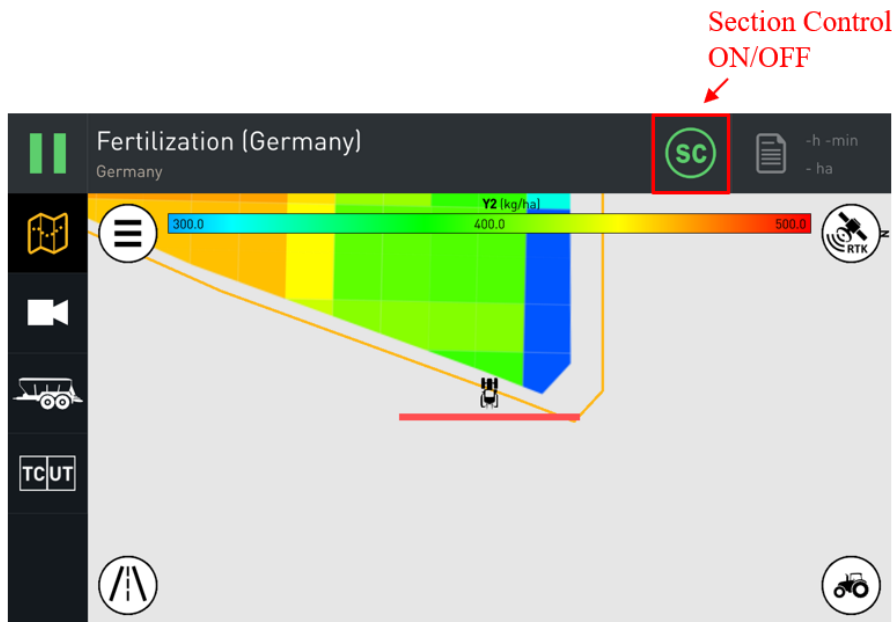 Section Control
ON/OFF
Fertilization (Germany)
Germany
SC
-h -min
- ha
Y2 (kg/ha)
300.0 400.0 500.0
RTK
N
TC UT